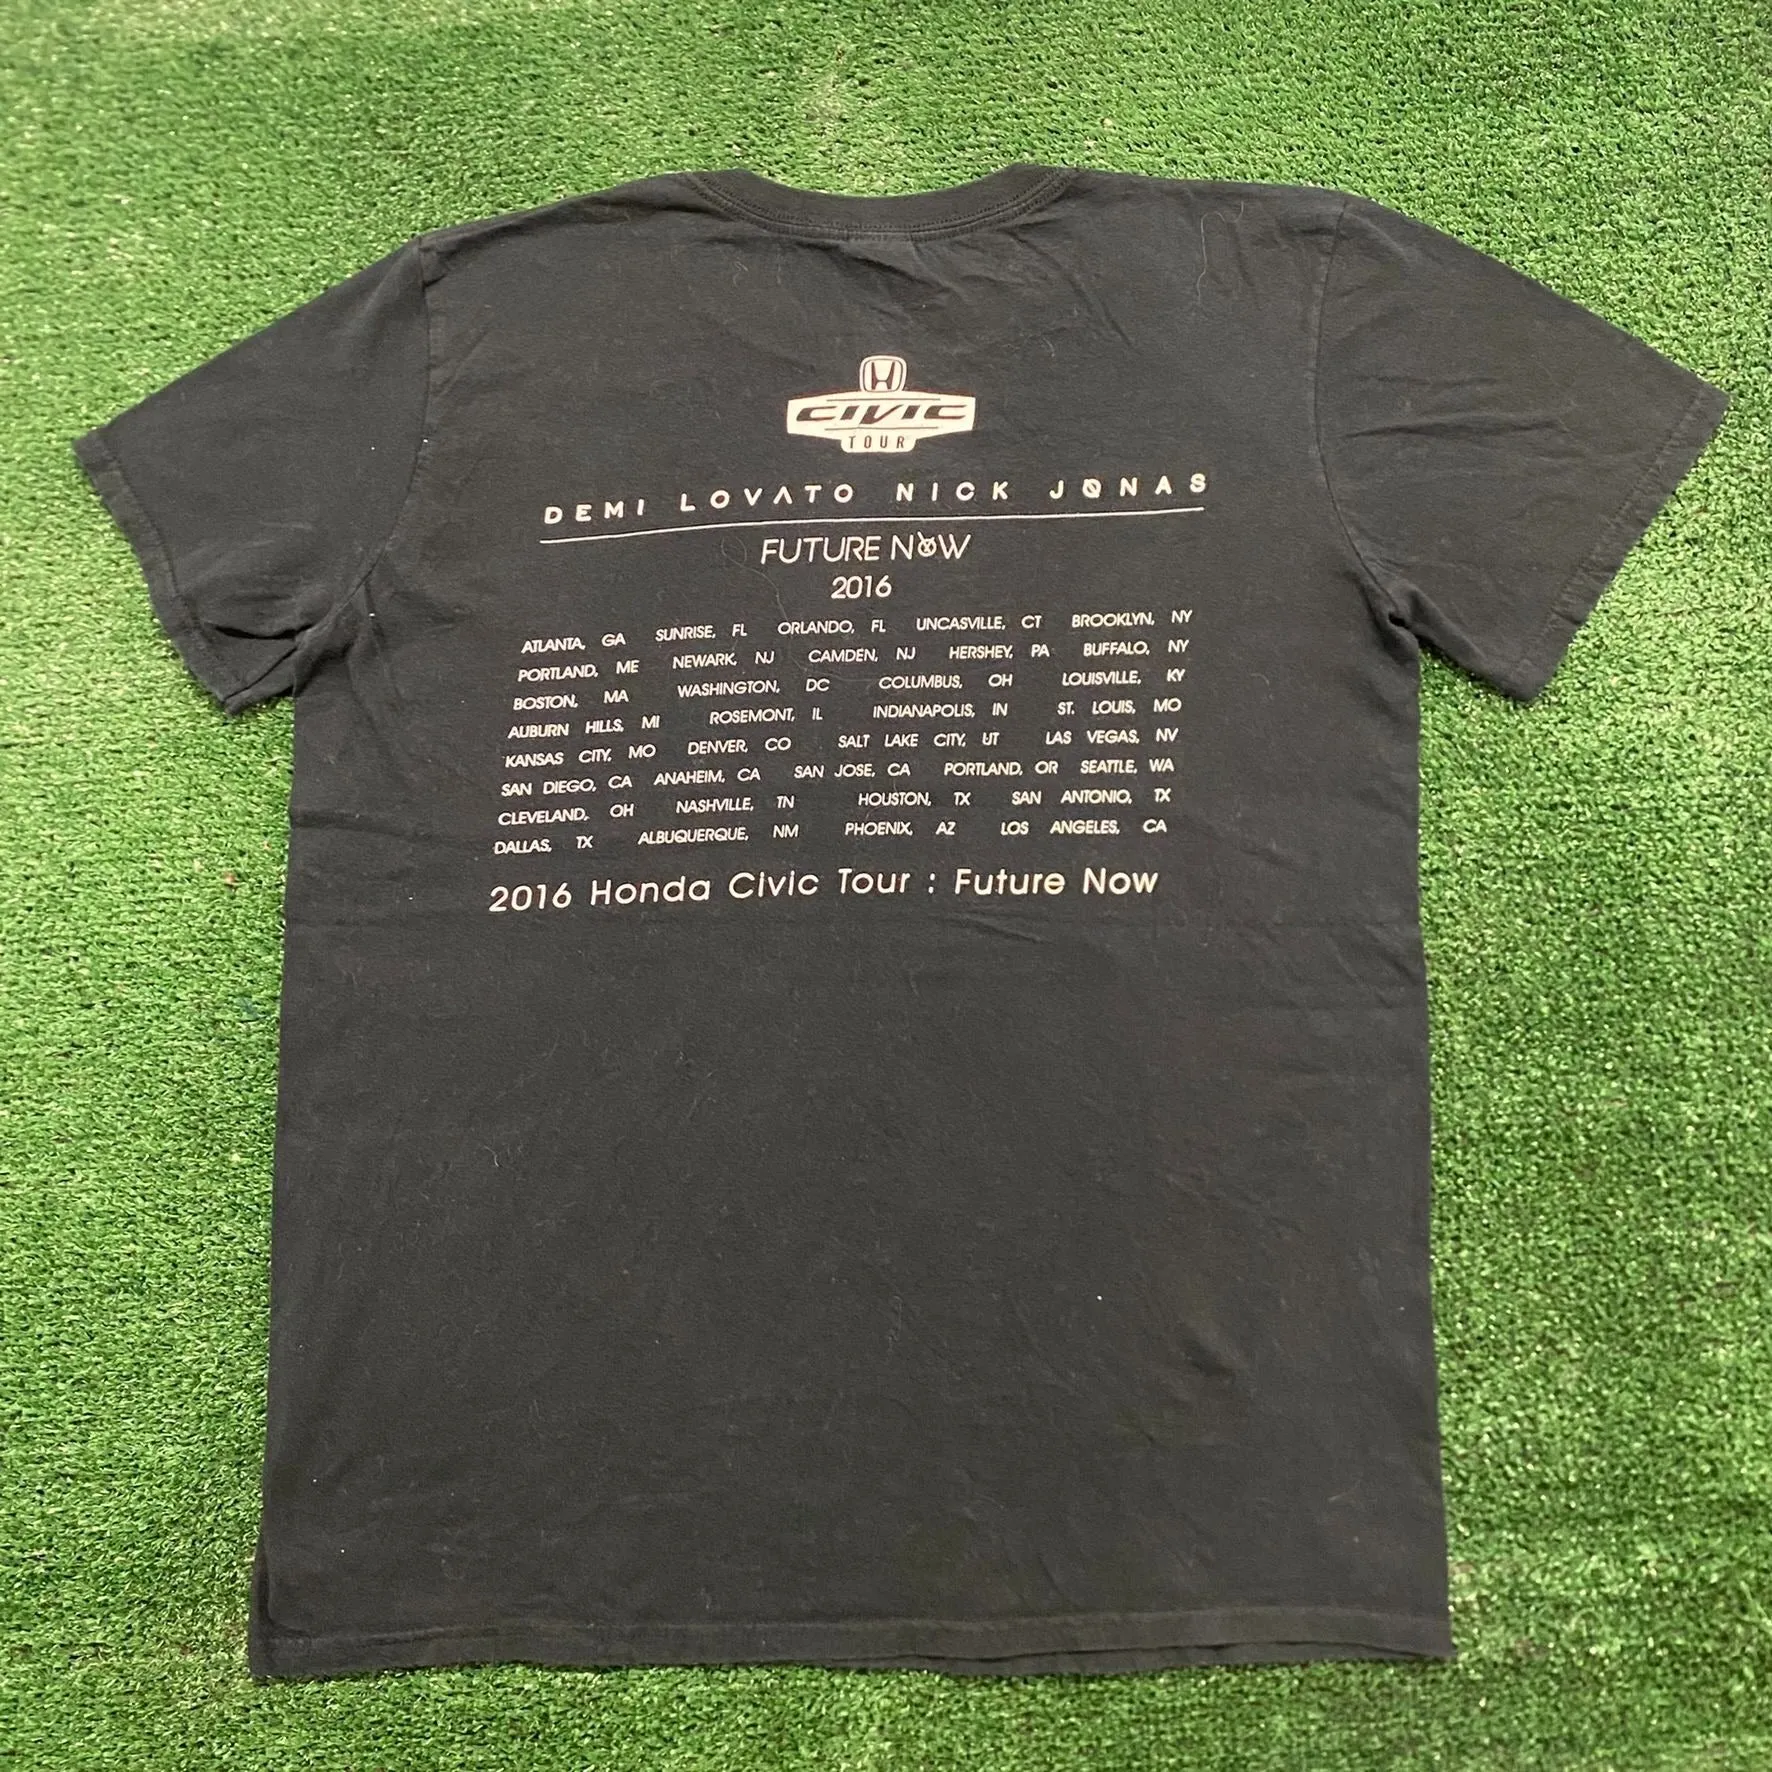 H
CIVIC
TOUR
DEMI LOVATO NICK JONAS
FUTURE NOW
2016
ATLANTA, GA SUNRISE, FL ORLANDO, FL UNCASVILLE, CT BROOKLYN, NY
PORTLAND, ME NEWARK, NJ CAMDEN, NJ HERSHEY, PA BUFFALO, NY
BOSTON, MA WASHINGTON, DC COLUMBUS, OH LOUISVILLE, KY
AUBURN HILLS, MI ROSEMONT, IL INDIANAPOLIS, IN ST. LOUIS, MO
KANSAS CITY, MO DENVER, CO SALT LAKE CITY, UT LAS VEGAS, NV
SAN DIEGO, CA ANAHEIM, CA SAN JOSE, CA PORTLAND, OR SEATTLE, WA
CLEVELAND, OH NASHVILLE, TN HOUSTON, TX SAN ANTONIO, TX
DALLAS, TX ALBUQUERQUE, NM PHOENIX, AZ LOS ANGELES, CA
2016 Honda Civic Tour : Future Now